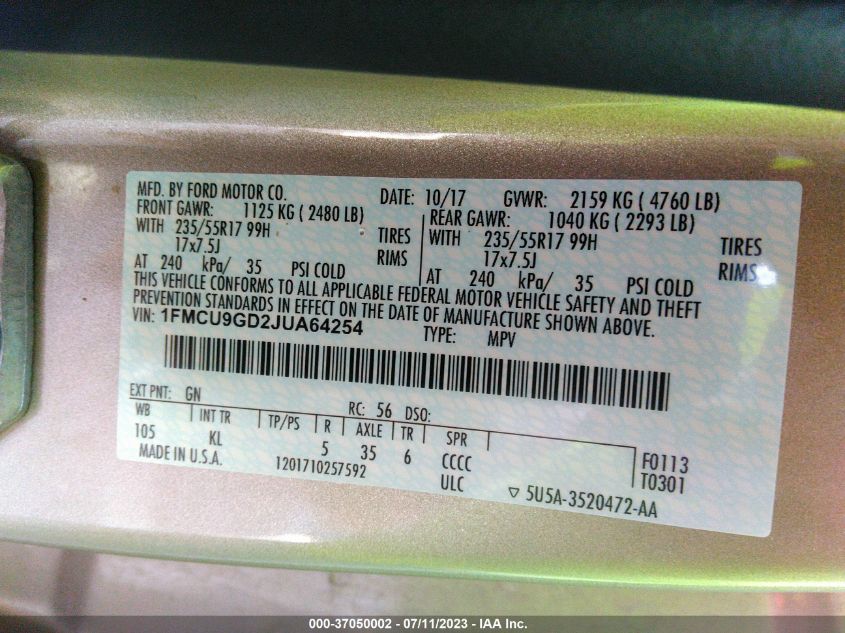 MFD. BY FORD MOTOR CO. DATE: 10/17 GVWR: 2159 KG ( 4760 LB)
FRONT GAWR: 1125 KG ( 2480 LB) REAR GAWR: 1040 KG ( 2293 LB)
WITH 235/55R17 99H TIRES WITH 235/55R17 99H TIRES
17x7.5J RIMS 17x7.5J RIMS
AT 240 kPa/ 35 PSI COLD AT 240 kPa/ 35 PSI COLD
THIS VEHICLE CONFORMS TO ALL APPLICABLE FEDERAL MOTOR VEHICLE SAFETY AND THEFT
PREVENTION STANDARDS IN EFFECT ON THE DATE OF MANUFACTURE SHOWN ABOVE.
VIN: 1FMCU9GD2JUA64254 TYPE: MPV
EXT PNT: GN RC: 56 DSO:
WB INT TR TP/PS R AXLE TR SPR
105 KL 5 35 6 CCCC F0113
MADE IN U.S.A. 1201710257592 ULC T0301
▽ 5U5A-3520472-AA
000-37050002 - 07/11/2023 - IAA Inc.